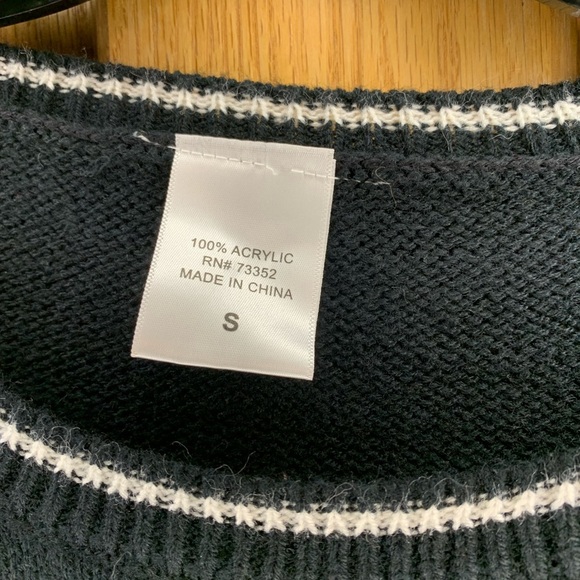 100% ACRYLIC
RN# 73352
MADE IN CHINA
S